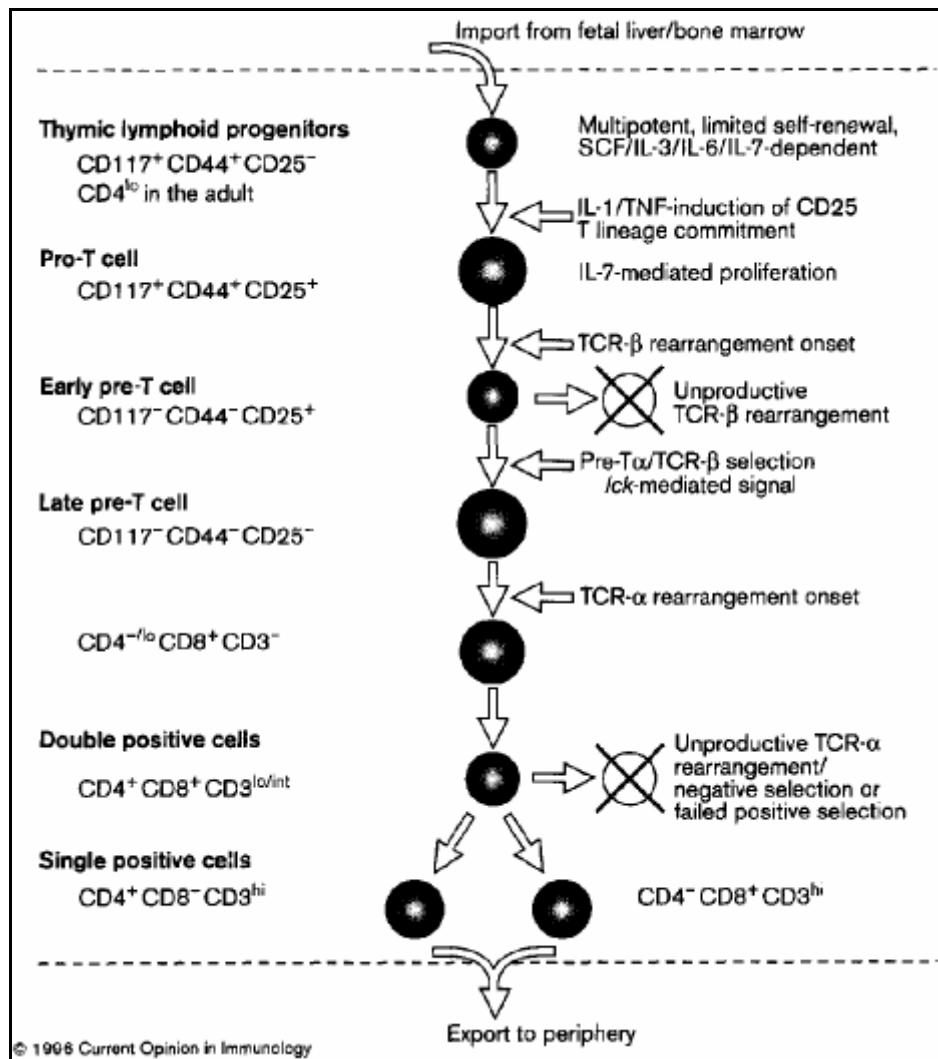 Import from fetal liver/bone marrow
Thymic lymphoid progenitors
CD117⁺ CD44⁺ CD25⁻
CD4ˡᵒ in the adult
Multipotent, limited self-renewal,
SCF/IL-3/IL-6/IL-7-dependent
IL-1/TNF-induction of CD25
T lineage commitment
Pro-T cell
CD117⁺ CD44⁺ CD25⁺
IL-7-mediated proliferation
TCR-β rearrangement onset
Early pre-T cell
CD117⁻ CD44⁻ CD25⁺
Unproductive
TCR-β rearrangement
Pre-Tα/TCR-β selection
lck-mediated signal
Late pre-T cell
CD117⁻ CD44⁻ CD25⁻
TCR-α rearrangement onset
CD4⁻/ˡᵒ CD8⁺ CD3⁻
Double positive cells
CD4⁺ CD8⁺ CD3ˡᵒ/ⁱⁿᵗ
Unproductive TCR-α
rearrangement/
negative selection or
failed positive selection
Single positive cells
CD4⁺ CD8⁻ CD3ʰⁱ
CD4⁻ CD8⁺ CD3ʰⁱ
Export to periphery
© 1996 Current Opinion in Immunology